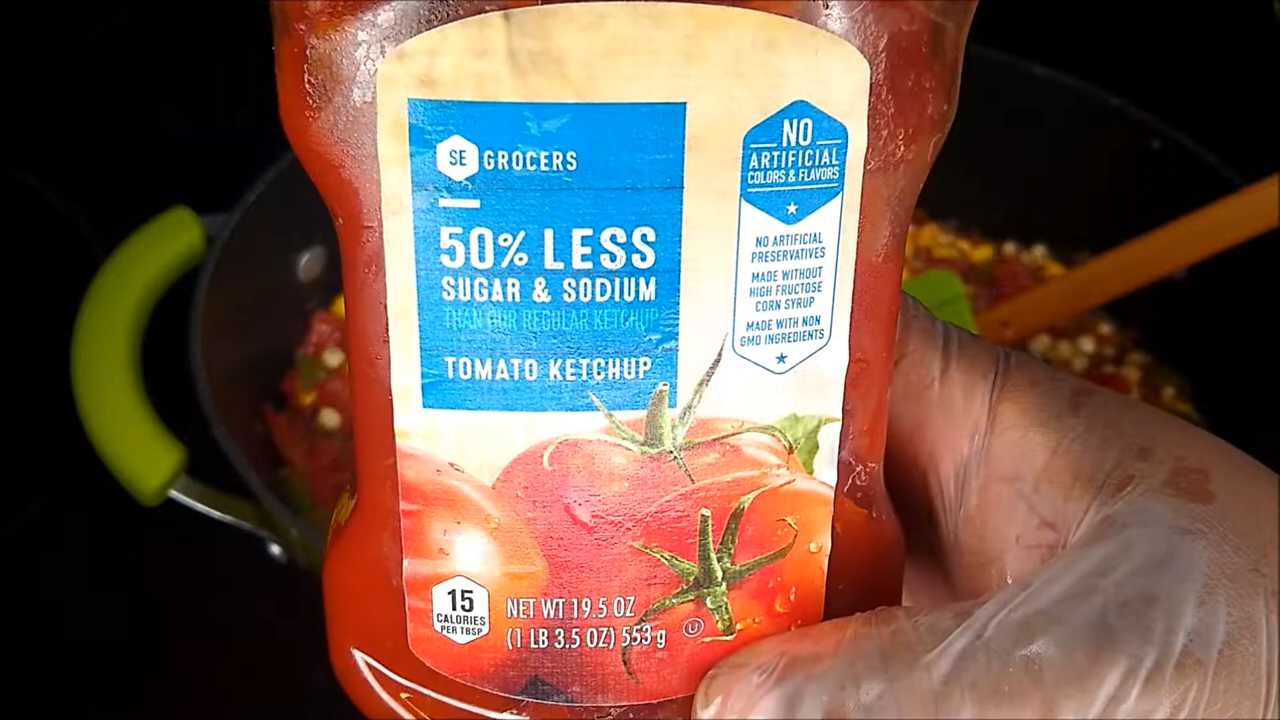 SE GROCERS
50% LESS
SUGAR & SODIUM
THAN OUR REGULAR KETCHUP
TOMATO KETCHUP
NO
ARTIFICIAL
COLORS & FLAVORS
NO ARTIFICIAL
PRESERVATIVES
MADE WITHOUT
HIGH FRUCTOSE
CORN SYRUP
MADE WITH NON
GMO INGREDIENTS
15
CALORIES
PER TBSP
NET WT 19.5 OZ
(1 LB 3.5 OZ) 553 g
U